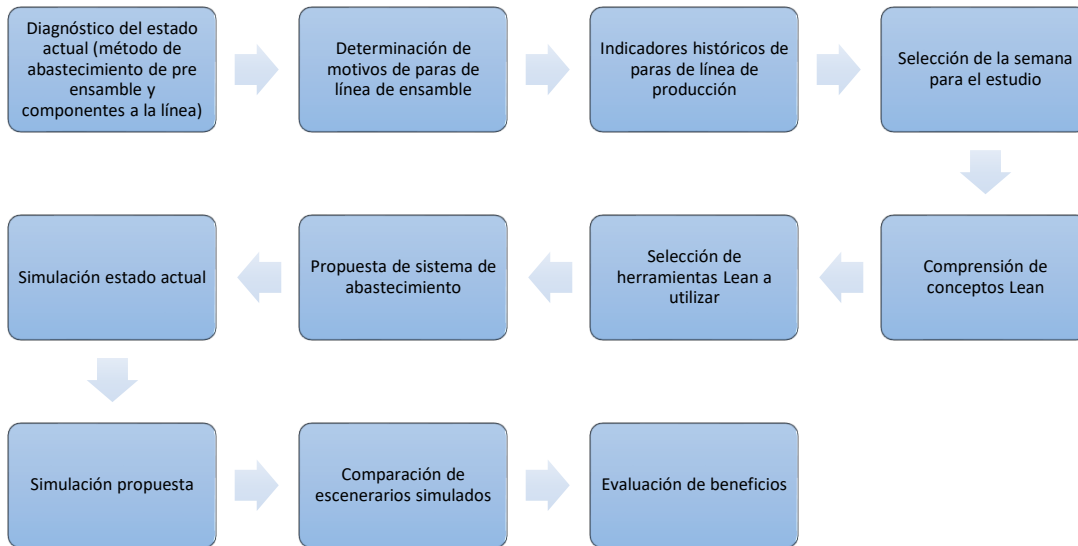 Diagnóstico del estado
actual (método de
abastecimiento de pre
ensamble y
componentes a la línea)
Determinación de
motivos de paras de
línea de ensamble
Indicadores históricos de
paras de línea de
producción
Selección de la semana
para el estudio
Comprensión de
conceptos Lean
Selección de
herramientas Lean a
utilizar
Propuesta de sistema de
abastecimiento
Simulación estado actual
Simulación propuesta
Comparación de
escenerarios simulados
Evaluación de beneficios